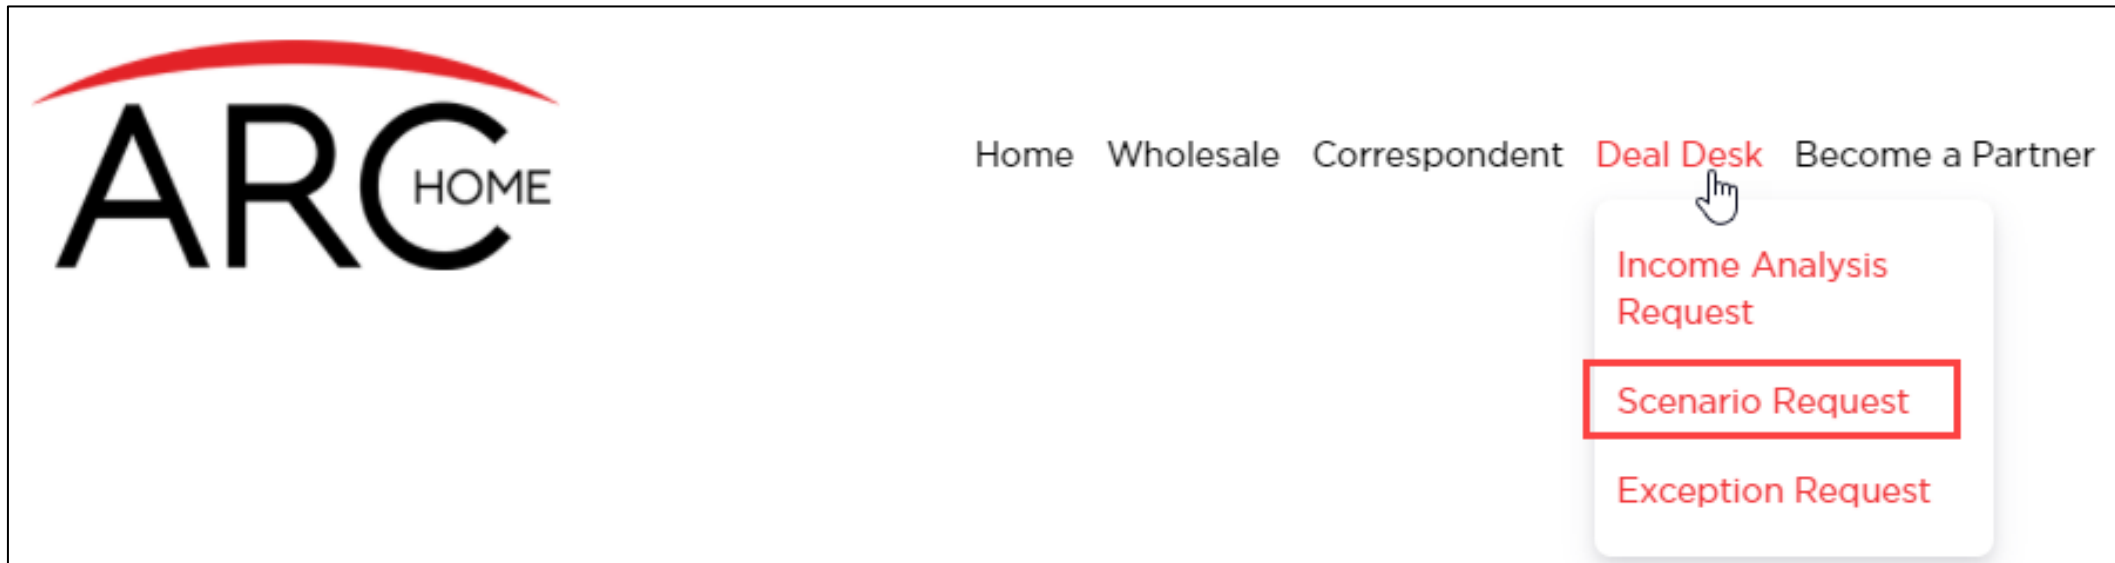 ARC
HOME
Home Wholesale Correspondent Deal Desk Become a Partner
Income Analysis
Request
Scenario Request
Exception Request